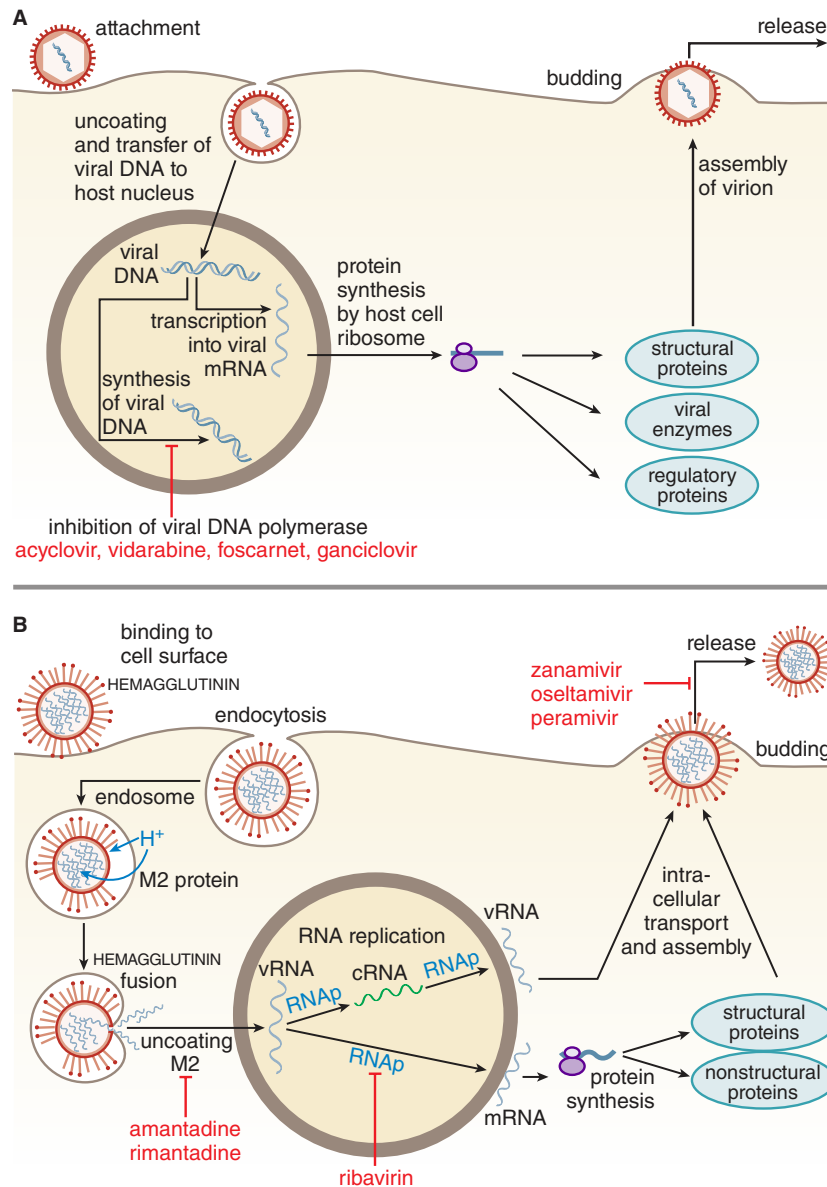 A
attachment
release
budding
uncoating
and transfer of
viral DNA to
host nucleus
assembly
of virion
viral
DNA
protein
synthesis
by host cell
ribosome
transcription
into viral
mRNA
synthesis
of viral
DNA
structural
proteins
viral
enzymes
regulatory
proteins
inhibition of viral DNA polymerase
acyclovir, vidarabine, foscarnet, ganciclovir
B
binding to
cell surface
HEMAGGLUTININ
endocytosis
release
zanamivir
oseltamivir
peramivir
budding
endosome
H+
M2 protein
intra-
cellular
transport
and assembly
HEMAGGLUTININ
fusion
uncoating
M2
RNA replication
vRNA
RNAp
cRNA
RNAp
vRNA
RNAp
mRNA
protein
synthesis
structural
proteins
nonstructural
proteins
amantadine
rimantadine
ribavirin